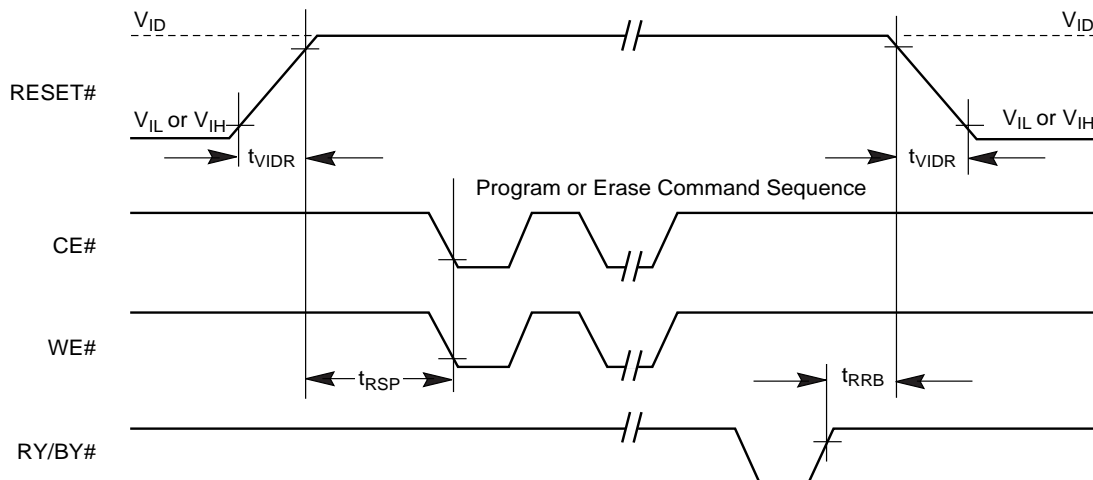 VID
VID
RESET#
VIL or VIH
VIL or VIH
tVIDR
tVIDR
Program or Erase Command Sequence
CE#
WE#
tRSP
tRRB
RY/BY#